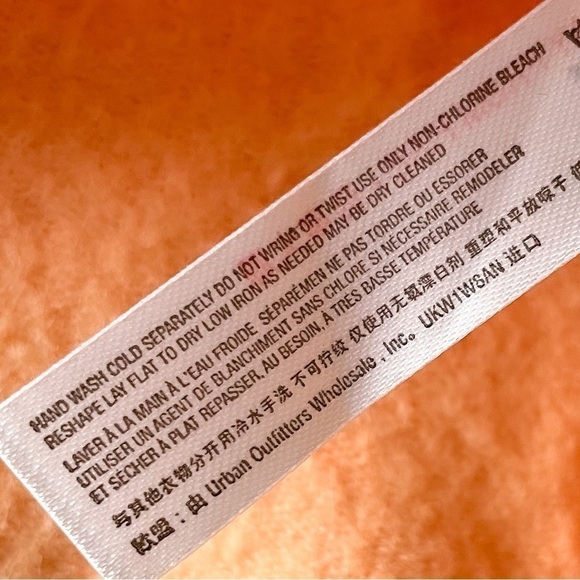 HAND WASH COLD SEPARATELY DO NOT WRING OR TWIST USE ONLY NON-CHLORINE BLEACH
RESHAPE LAY FLAT TO DRY LOW IRON AS NEEDED MAY BE DRY CLEANED
LAVER À LA MAIN À L'EAU FROIDE. SÉPAREMEN NE PAS TORDRE OU ESSORER
UTILISER UN AGENT DE BLANCHIMENT SANS CHLORE SI NÉCESSAIRE REMODELER
ET SÉCHER À PLAT REPASSER, AU BESOIN, À TRÈS BASSE TEMPÉRATURE
与其他衣物分开用冷水手洗 不可拧绞 仅使用无氯漂白剂 重塑和平放晾干
欧盟：由 Urban Outfitters Wholesale, Inc。 UKW1WSAN 进口